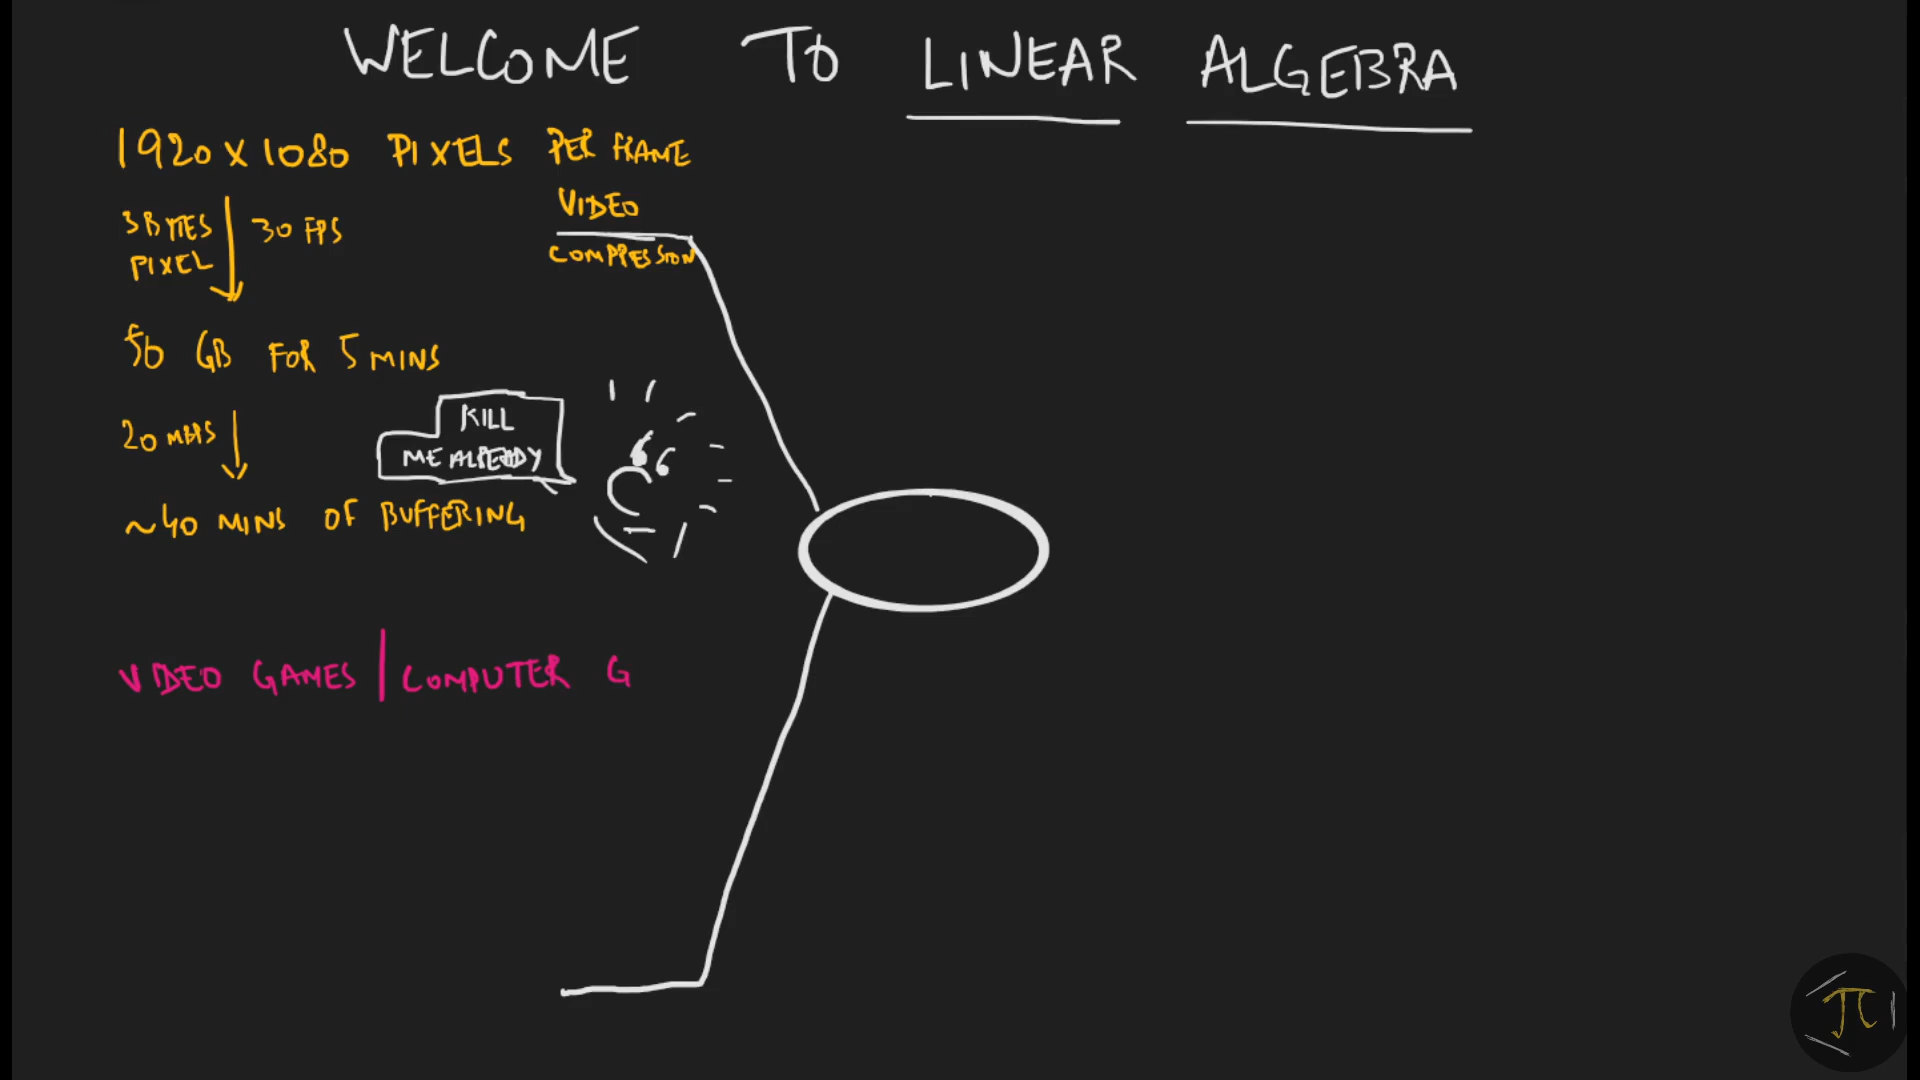 WELCOME TO LINEAR ALGEBRA
1920 X 1080 PIXELS PER FRAME
VIDEO
COMPRESSION
3 BYTES
PIXEL
30 FPS
50 GB FOR 5 MINS
20 MBPS
KILL
ME ALREADY
~40 MINS OF BUFFERING
VIDEO GAMES | COMPUTER G
π